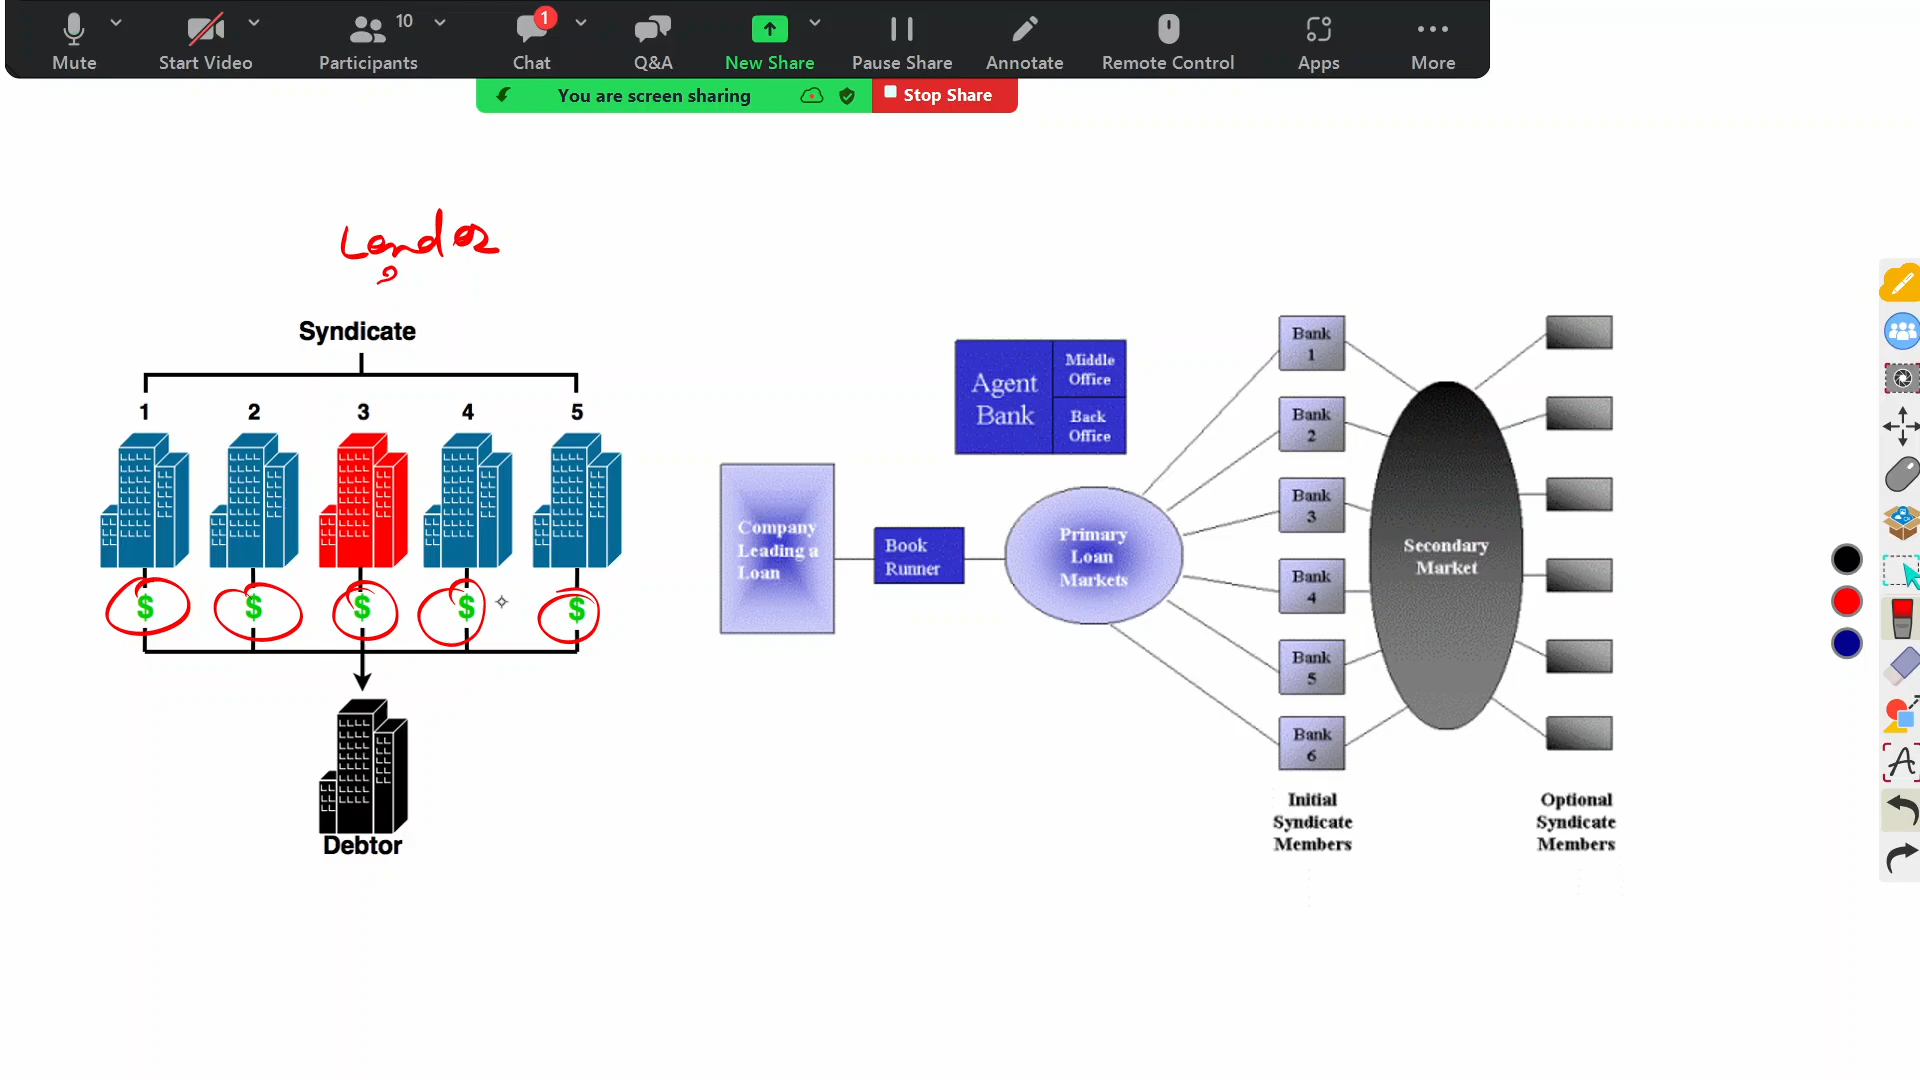 Mute
Start Video
Participants
10
Chat
1
Q&A
New Share
Pause Share
Annotate
Remote Control
Apps
More
You are screen sharing
Stop Share
Syndicate
1 2 3 4 5
$ $ $ $ $
Debtor
Company
Leading a
Loan
Book
Runner
Agent
Bank
Middle
Office
Back
Office
Primary
Loan
Markets
Bank
1
Bank
2
Bank
3
Bank
4
Bank
5
Bank
6
Secondary
Market
Initial
Syndicate
Members
Optional
Syndicate
Members